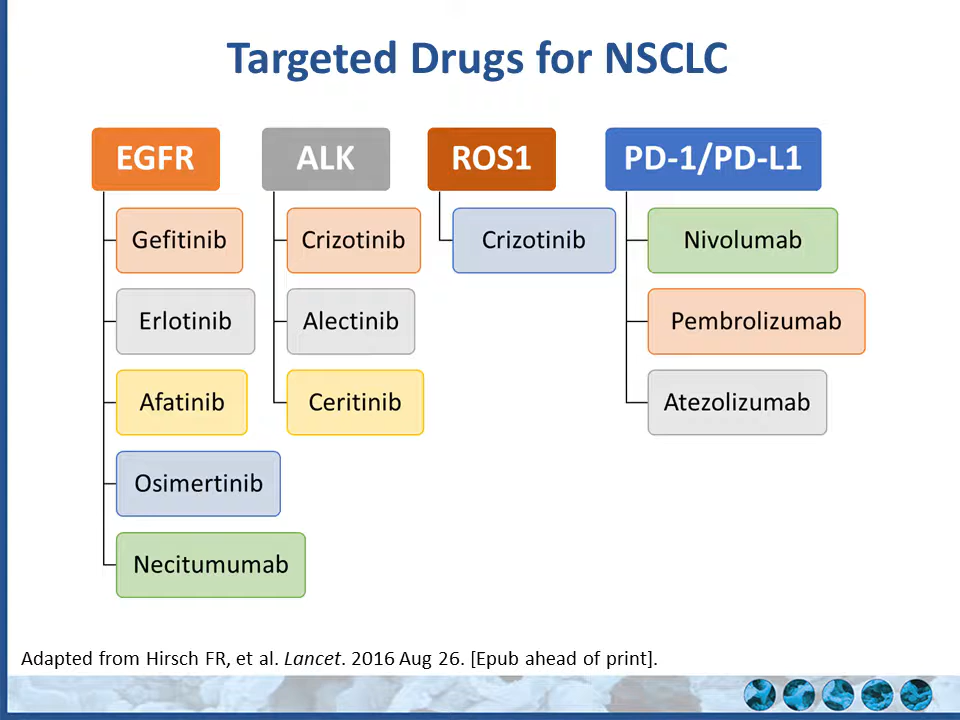 Targeted Drugs for NSCLC
EGFR
Gefitinib
Erlotinib
Afatinib
Osimertinib
Necitumumab
ALK
Crizotinib
Alectinib
Ceritinib
ROS1
Crizotinib
PD-1/PD-L1
Nivolumab
Pembrolizumab
Atezolizumab
Adapted from Hirsch FR, et al. Lancet. 2016 Aug 26. [Epub ahead of print].